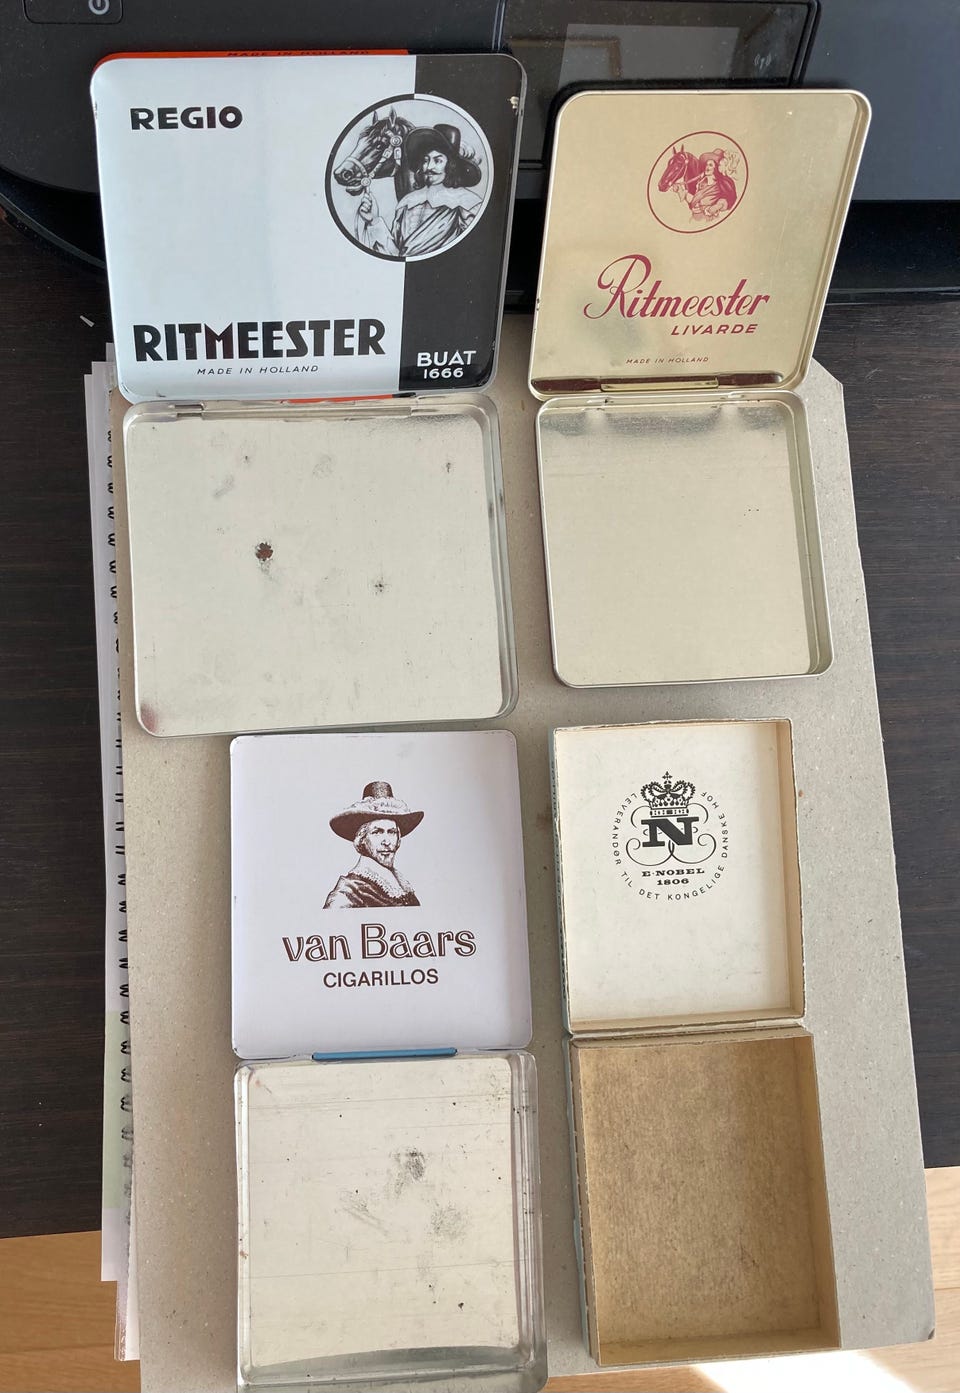 MADE IN HOLLAND
REGIO
RITMEESTER
MADE IN HOLLAND
BUAT
1666
Ritmeester
LIVARDE
MADE IN HOLLAND
van Baars
CIGARILLOS
N
E·NOBEL
1806
LEVERANDØR TIL DET KONGELIGE DANSKE HOF